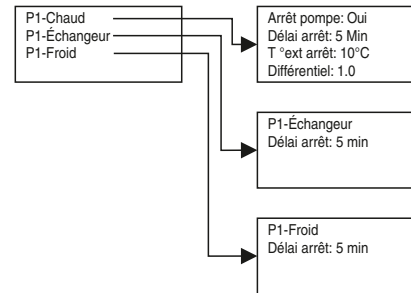 P1-Chaud
P1-Échangeur
P1-Froid
Arrêt pompe: Oui
Délai arrêt: 5 Min
T °ext arrêt: 10°C
Différentiel: 1.0
P1-Échangeur
Délai arrêt: 5 min
P1-Froid
Délai arrêt: 5 min